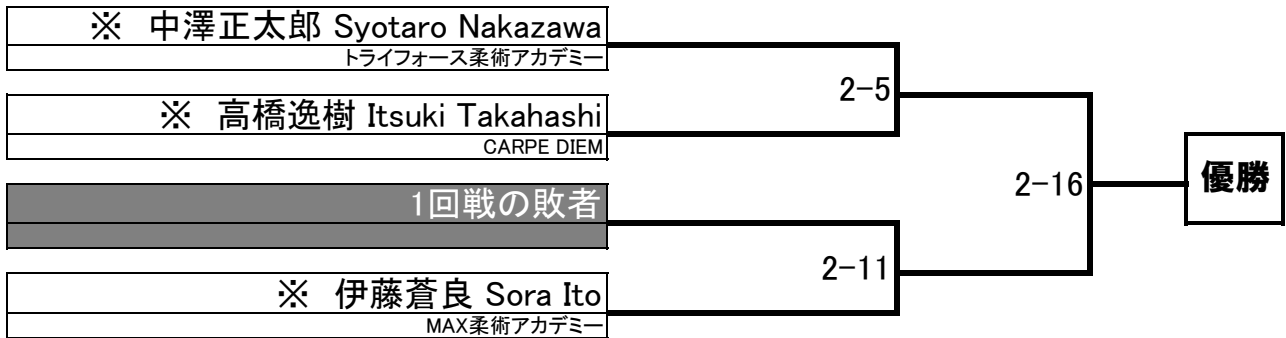 ※ 中澤正太郎 Syotaro Nakazawa
トライフォース柔術アカデミー
2-5
※ 高橋逸樹 Itsuki Takahashi
CARPE DIEM
2-16
優勝
1回戦の敗者
2-11
※ 伊藤蒼良 Sora Ito
MAX柔術アカデミー